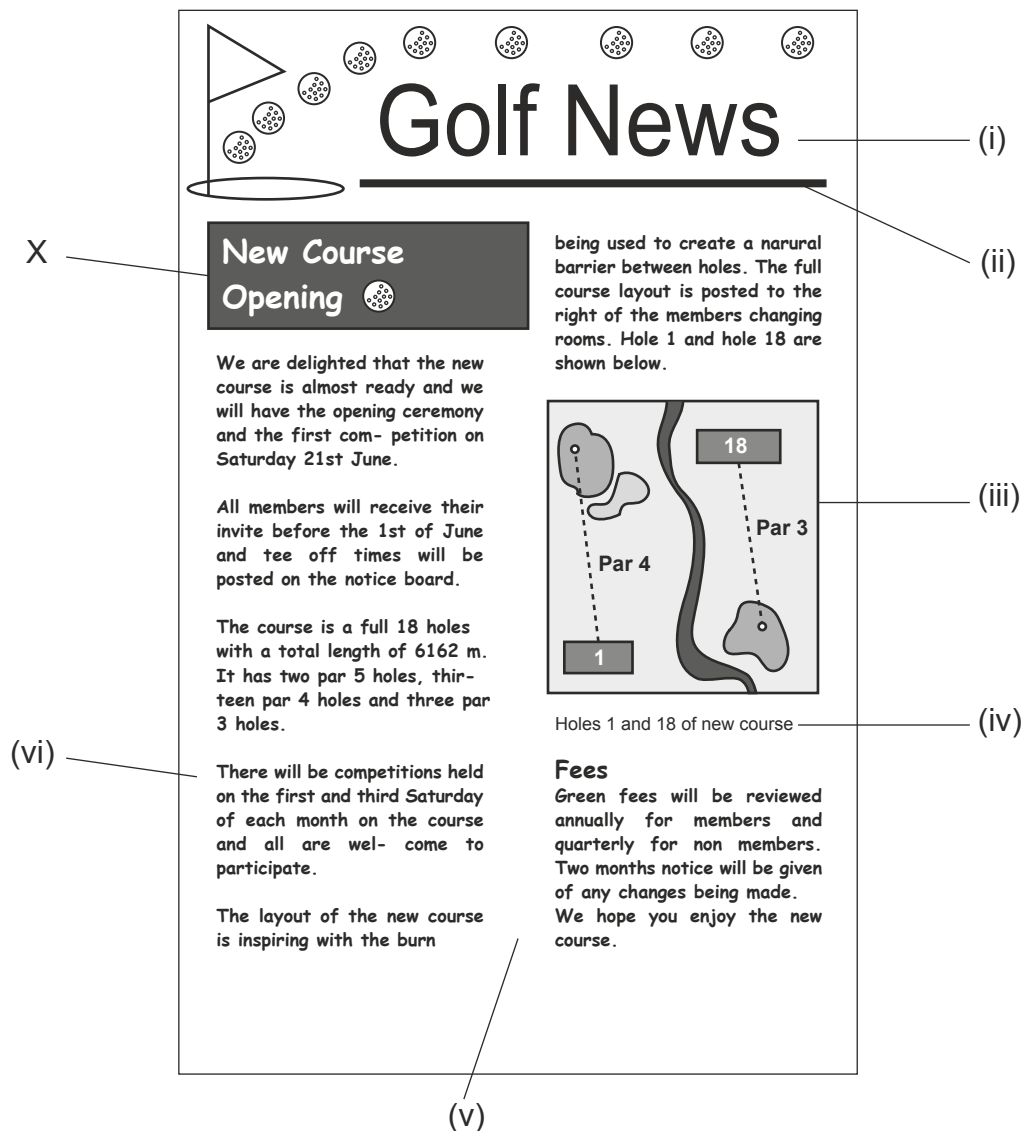 Golf News
(i)
(ii)
X
New Course
Opening
We are delighted that the new
course is almost ready and we
will have the opening ceremony
and the first com- petition on
Saturday 21st June.
All members will receive their
invite before the 1st of June
and tee off times will be
posted on the notice board.
The course is a full 18 holes
with a total length of 6162 m.
It has two par 5 holes, thir-
teen par 4 holes and three par
3 holes.
(vi)
There will be competitions held
on the first and third Saturday
of each month on the course
and all are wel- come to
participate.
The layout of the new course
is inspiring with the burn
being used to create a narural
barrier between holes. The full
course layout is posted to the
right of the members changing
rooms. Hole 1 and hole 18 are
shown below.
18
Par 3
Par 4
1
(iii)
Holes 1 and 18 of new course
(iv)
Fees
Green fees will be reviewed
annually for members and
quarterly for non members.
Two months notice will be given
of any changes being made.
We hope you enjoy the new
course.
(v)